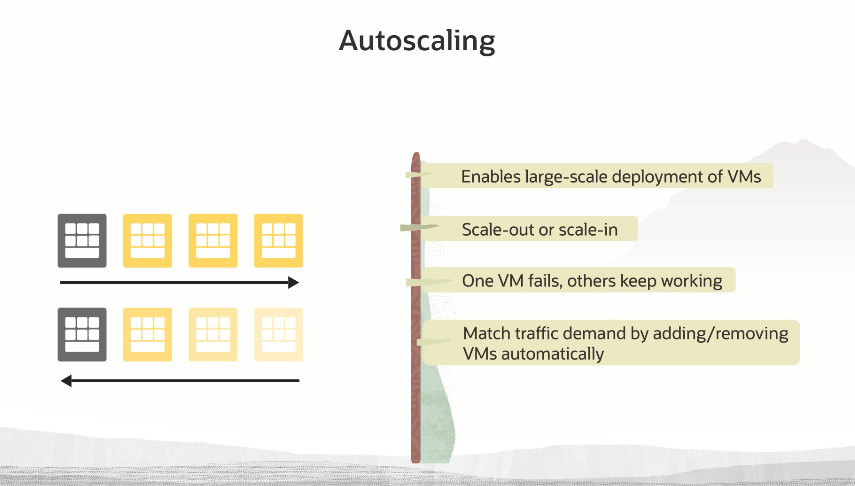 Autoscaling
Enables large-scale deployment of VMs
Scale-out or scale-in
One VM fails, others keep working
Match traffic demand by adding/removing
VMs automatically